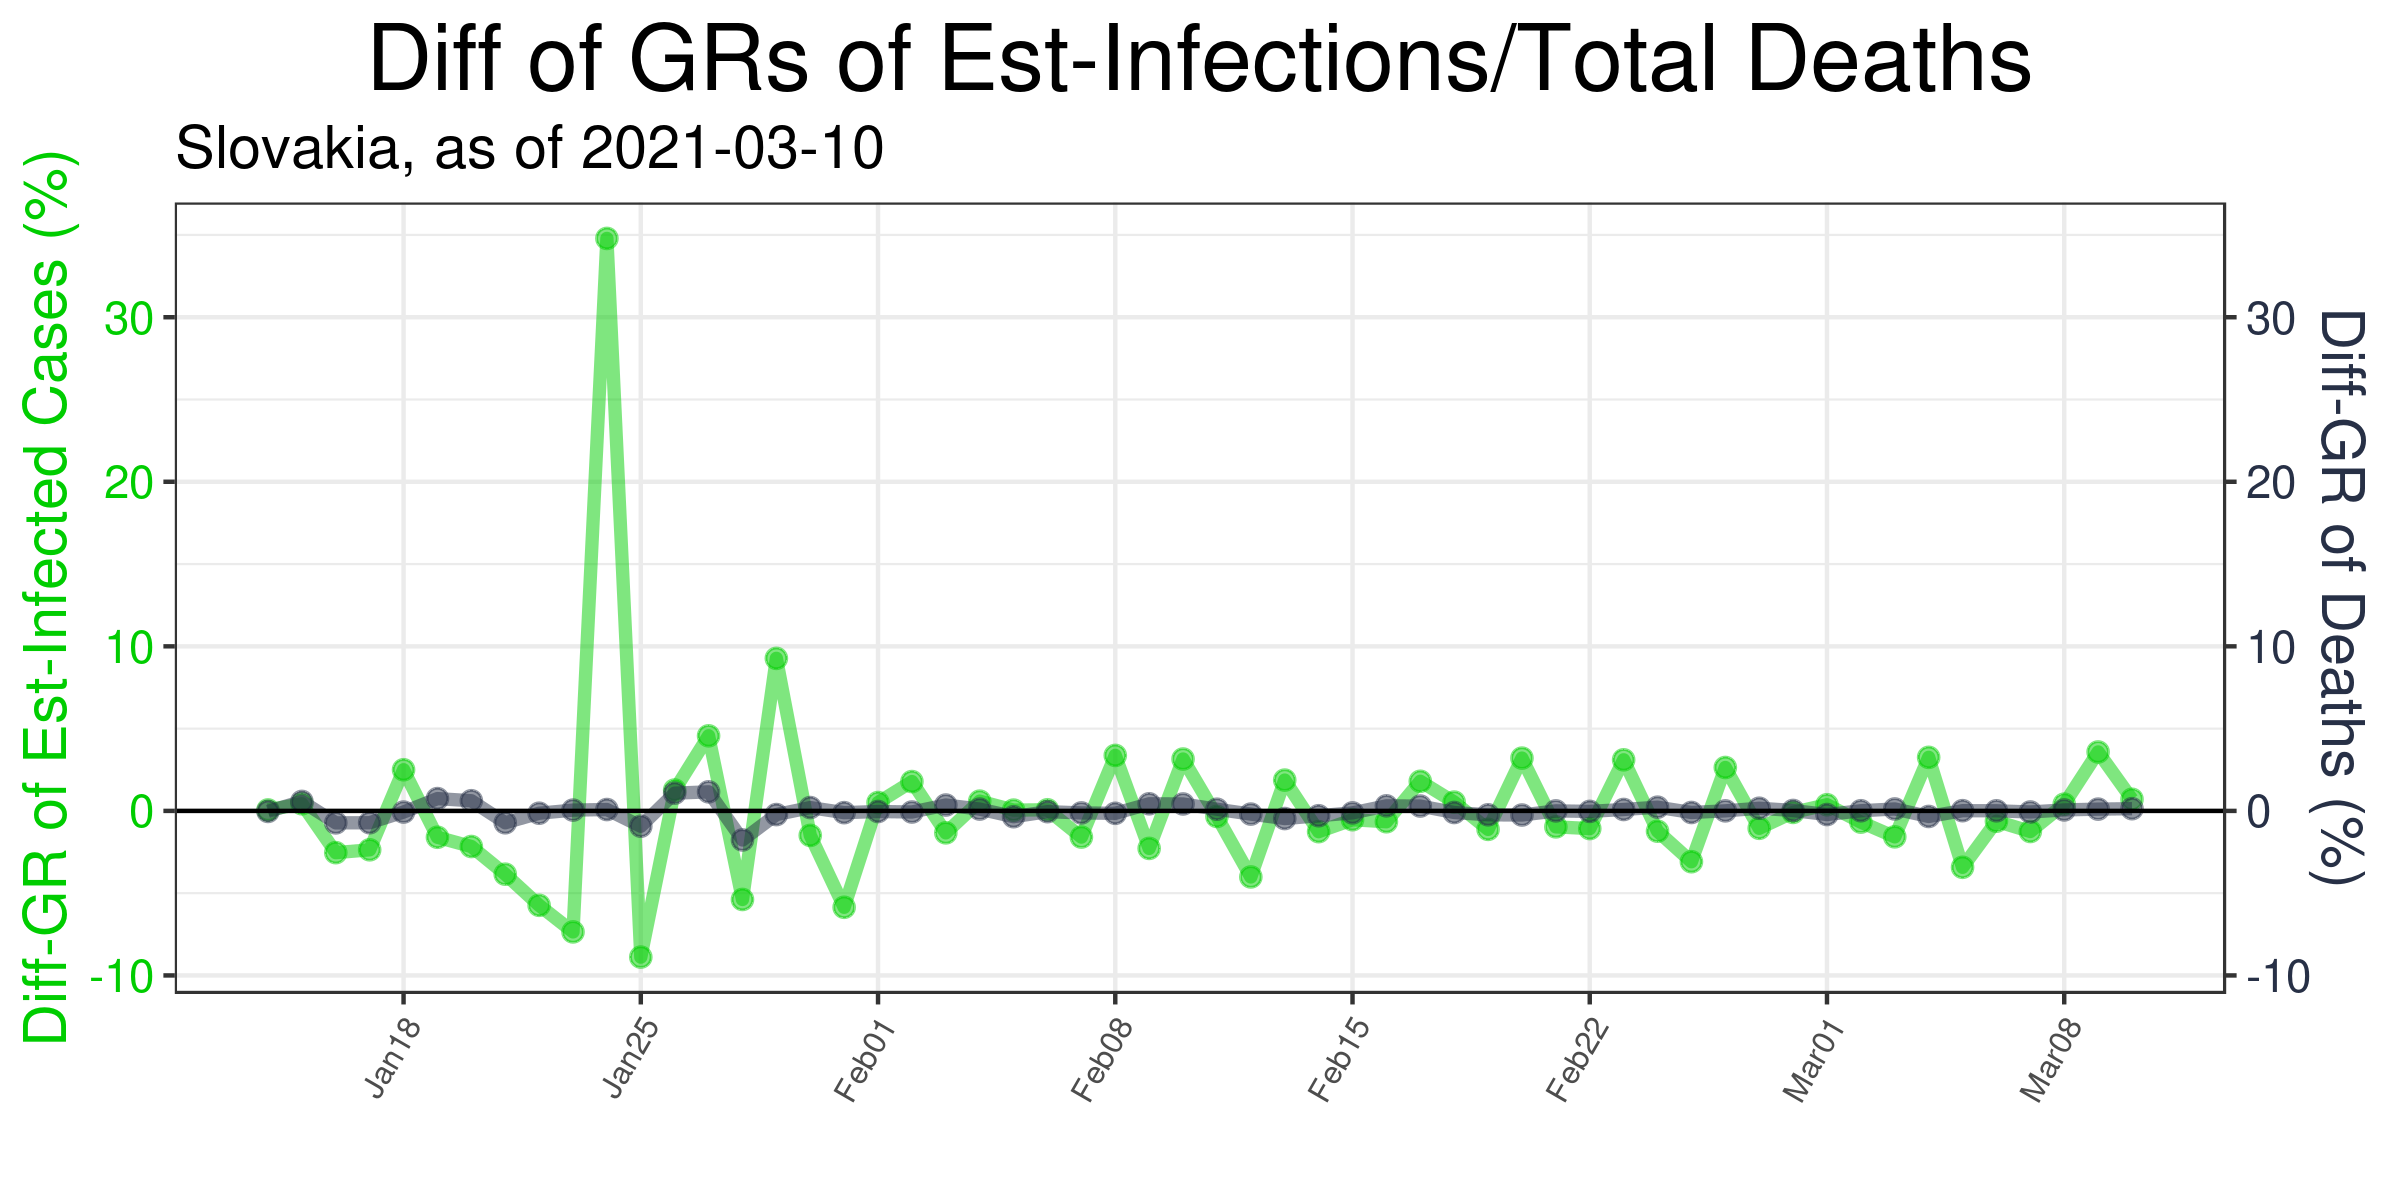 Diff of GRs of Est-Infections/Total Deaths
Slovakia, as of 2021-03-10
Diff-GR of Est-Infected Cases (%)
30
20
10
0
-10
30
20
10
0
-10
Diff-GR of Deaths (%)
Jan18
Jan25
Feb01
Feb08
Feb15
Feb22
Mar01
Mar08